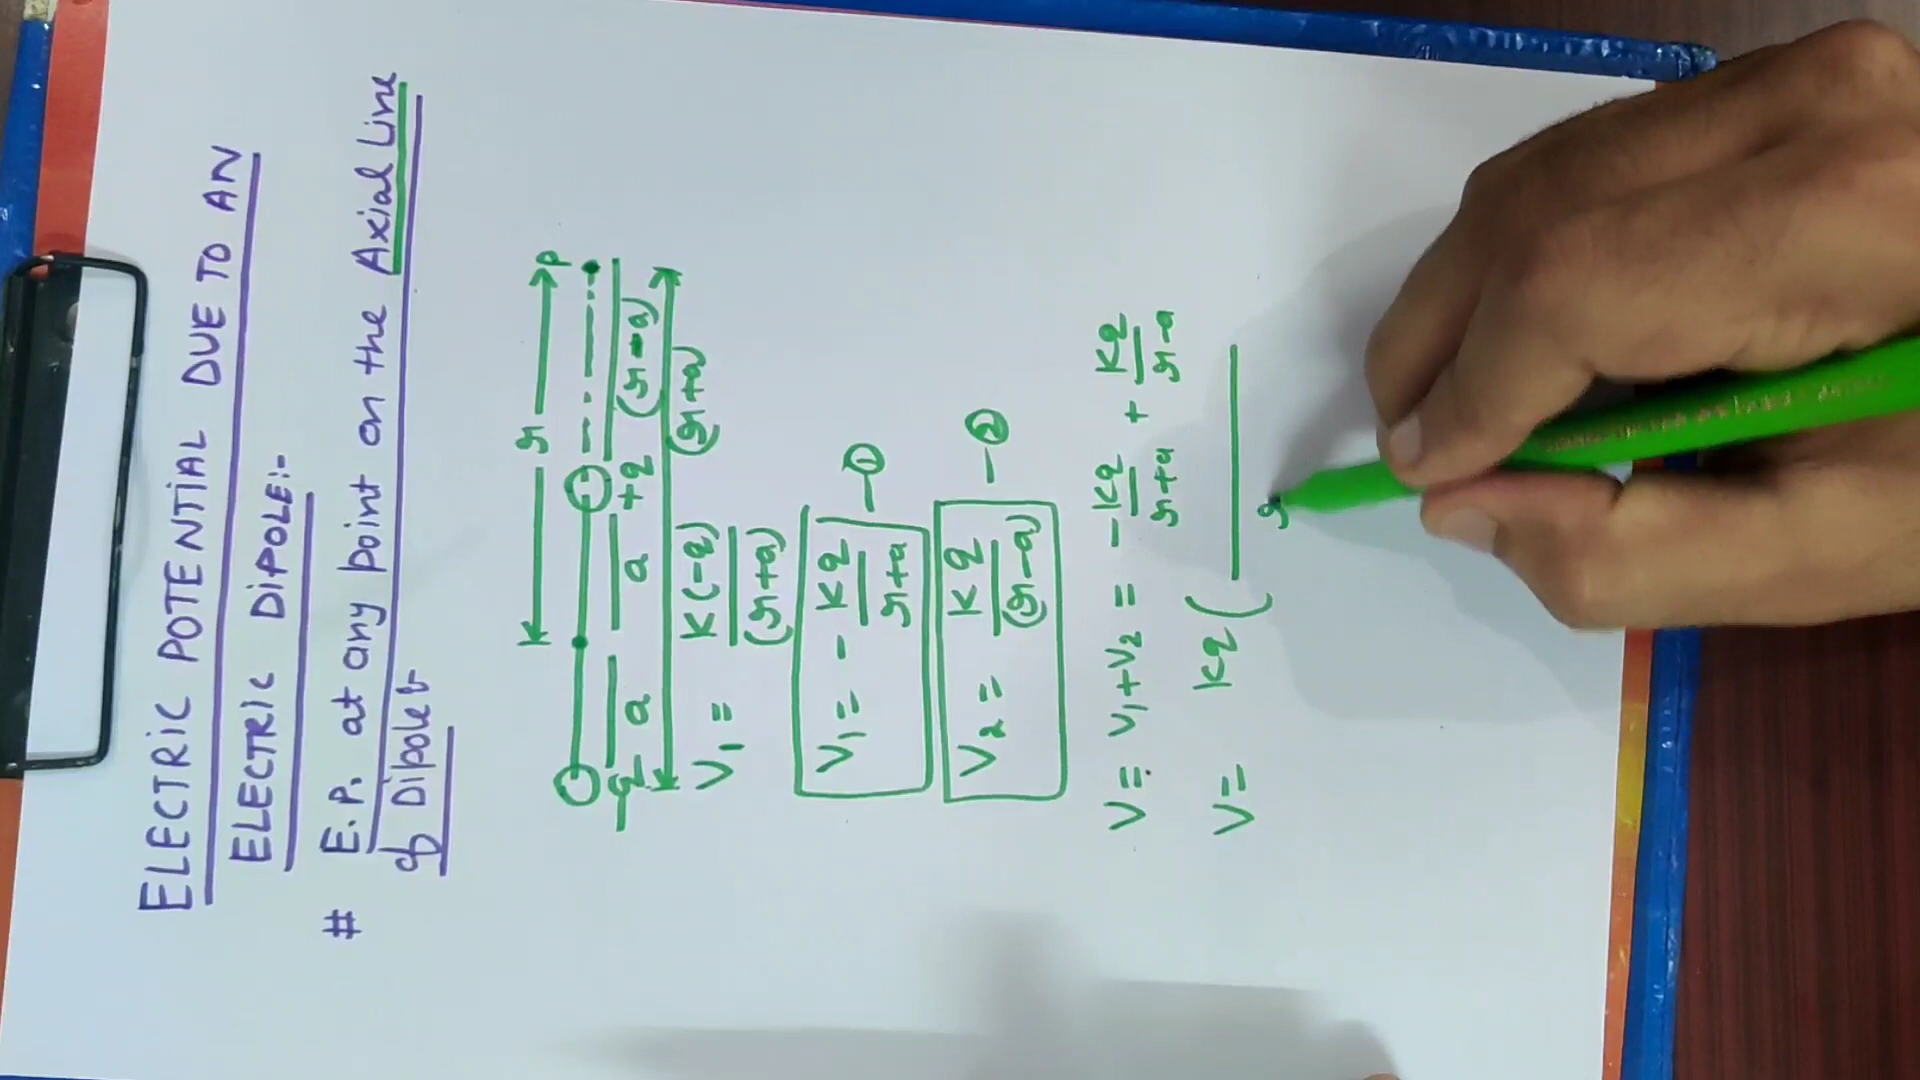 ELECTRIC POTENTIAL DUE TO AN
ELECTRIC DIPOLE:-
# E.P. at any point on the Axial Line
of Dipole :-
r
P
-q a a +q (r-a)
(r+a)
V₁ = K(-q)/(r+a)
V₁ = - Kq/r+a —①
V₂ = Kq/(r-a) —②
V = V₁+V₂ = -Kq/r+a + Kq/r-a
V = Kq (
r